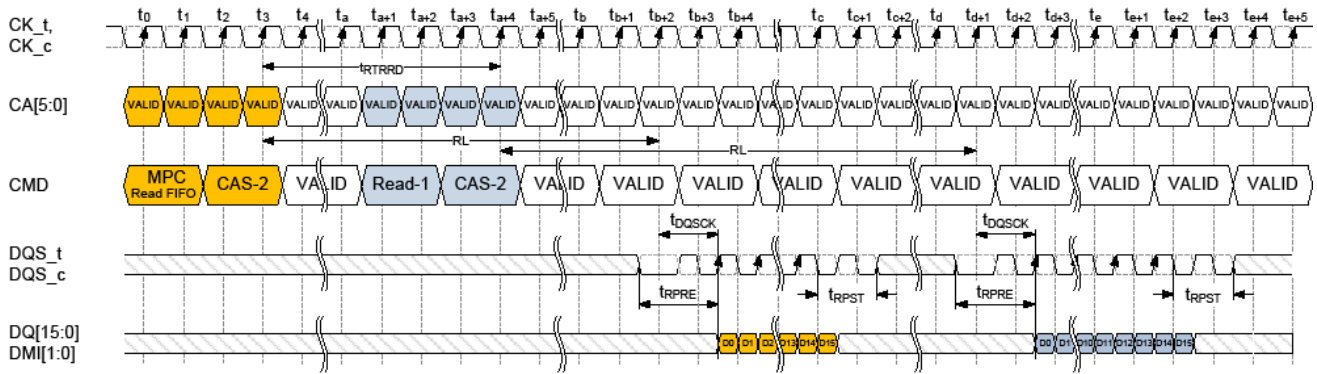 CK_t, t0 t1 t2 t3 t4 ta ta+1 ta+2 ta+3 ta+4 ta+5 tb tb+1 tb+2 tb+3 tb+4 tc tc+1 tc+2 td td+1 td+2 td+3 te te+1 te+2 te+3 te+4 te+5
CK_c
tRTRRD
CA[5:0] VALID VALID VALID VALID VALID VALID VALID VALID VALID VALID VALID VALID VALID VALID VALID VALID VALID VALID VALID VALID VALID VALID VALID VALID VALID VALID VALID VALID VALID VALID
RL RL
CMD MPC Read FIFO CAS-2 VALID Read-1 CAS-2 VALID VALID VALID VALID VALID VALID VALID VALID VALID VALID
tDQSCK tDQSCK
DQS_t
DQS_c
tRPRE tRPST tRPRE tRPST
DQ[15:0] D0 D1 D2 D13 D14 D15 D0 D1 D10 D11 D12 D13 D14 D15
DMI[1:0]